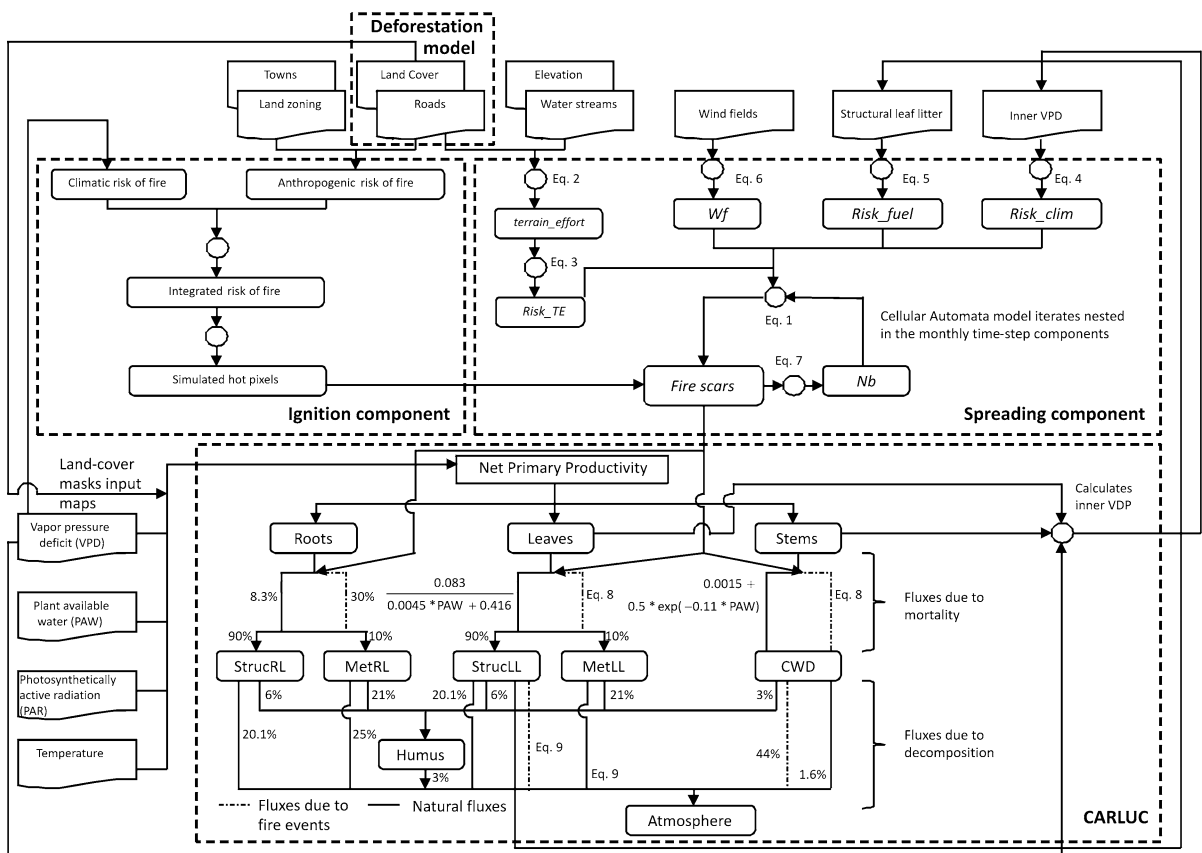 Deforestation
model
Towns
Land Cover
Elevation
Land zoning
Roads
Water streams
Wind fields
Structural leaf litter
Inner VPD
Climatic risk of fire
Anthropogenic risk of fire
Eq. 2
Eq. 6
Eq. 5
Eq. 4
terrain_effort
Wf
Risk_fuel
Risk_clim
Eq. 3
Integrated risk of fire
Risk_TE
Eq. 1
Cellular Automata model iterates nested
in the monthly time-step components
Eq. 7
Simulated hot pixels
Fire scars
Nb
Ignition component
Spreading component
Land-cover
masks input
maps
Net Primary Productivity
Calculates
inner VDP
Vapor pressure
deficit (VPD)
Roots
Leaves
Stems
8.3%
30%
0.083
0.0045 *PAW + 0.416
Eq. 8
0.0015 +
0.5 * exp(−0.11 * PAW)
Eq. 8
Fluxes due to
mortality
Plant available
water (PAW)
90%
10%
90%
10%
StrucRL
MetRL
StrucLL
MetLL
CWD
Photosynthetically
active radiation
(PAR)
6%
21%
20.1%
6%
21%
3%
20.1%
25%
Eq. 9
Eq. 9
44%
1.6%
Fluxes due to
decomposition
Temperature
Humus
3%
Fluxes due to
fire events
Natural fluxes
Atmosphere
CARLUC